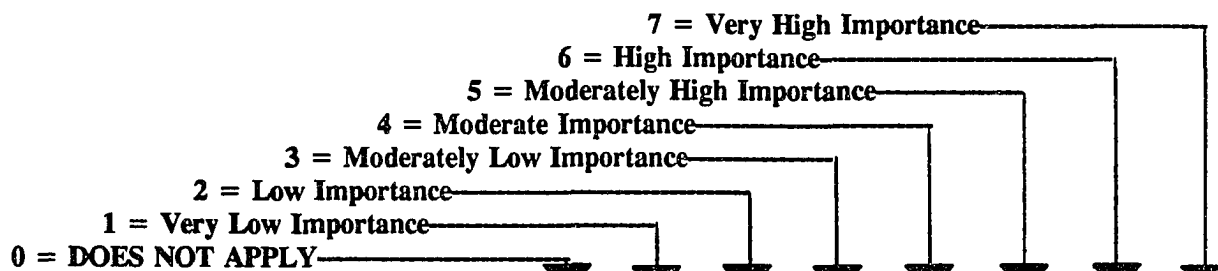 7 = Very High Importance
6 = High Importance
5 = Moderately High Importance
4 = Moderate Importance
3 = Moderately Low Importance
2 = Low Importance
1 = Very Low Importance
0 = DOES NOT APPLY